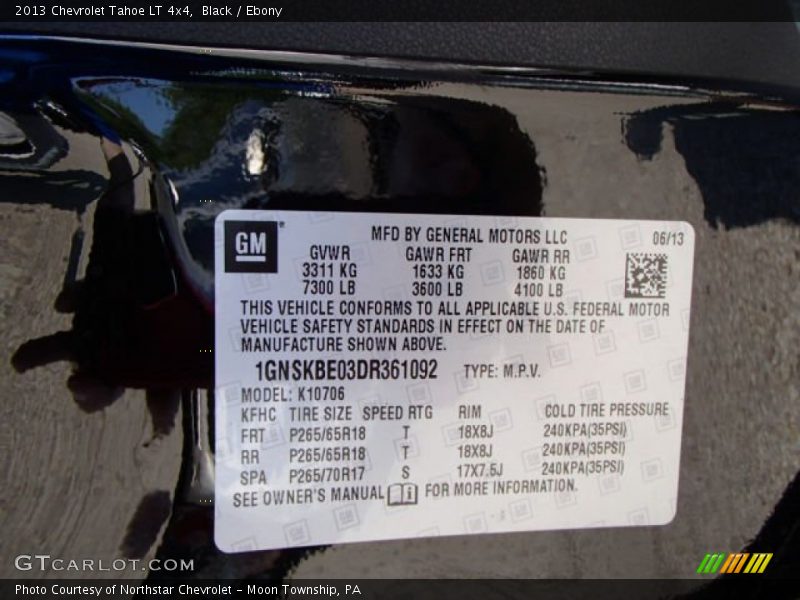 2013 Chevrolet Tahoe LT 4x4, Black / Ebony
GM
MFD BY GENERAL MOTORS LLC 06/13
GVWR GAWR FRT GAWR RR
3311 KG 1633 KG 1860 KG
7300 LB 3600 LB 4100 LB
THIS VEHICLE CONFORMS TO ALL APPLICABLE U.S. FEDERAL MOTOR
VEHICLE SAFETY STANDARDS IN EFFECT ON THE DATE OF
MANUFACTURE SHOWN ABOVE.
1GNSKBE03DR361092 TYPE: M.P.V.
MODEL: K10706
KFHC TIRE SIZE SPEED RTG RIM COLD TIRE PRESSURE
FRT P265/65R18 T 18X8J 240KPA(35PSI)
RR P265/65R18 T 18X8J 240KPA(35PSI)
SPA P265/70R17 S 17X7.5J 240KPA(35PSI)
SEE OWNER'S MANUAL FOR MORE INFORMATION.
GTCARLOT.COM
Photo Courtesy of Northstar Chevrolet - Moon Township, PA